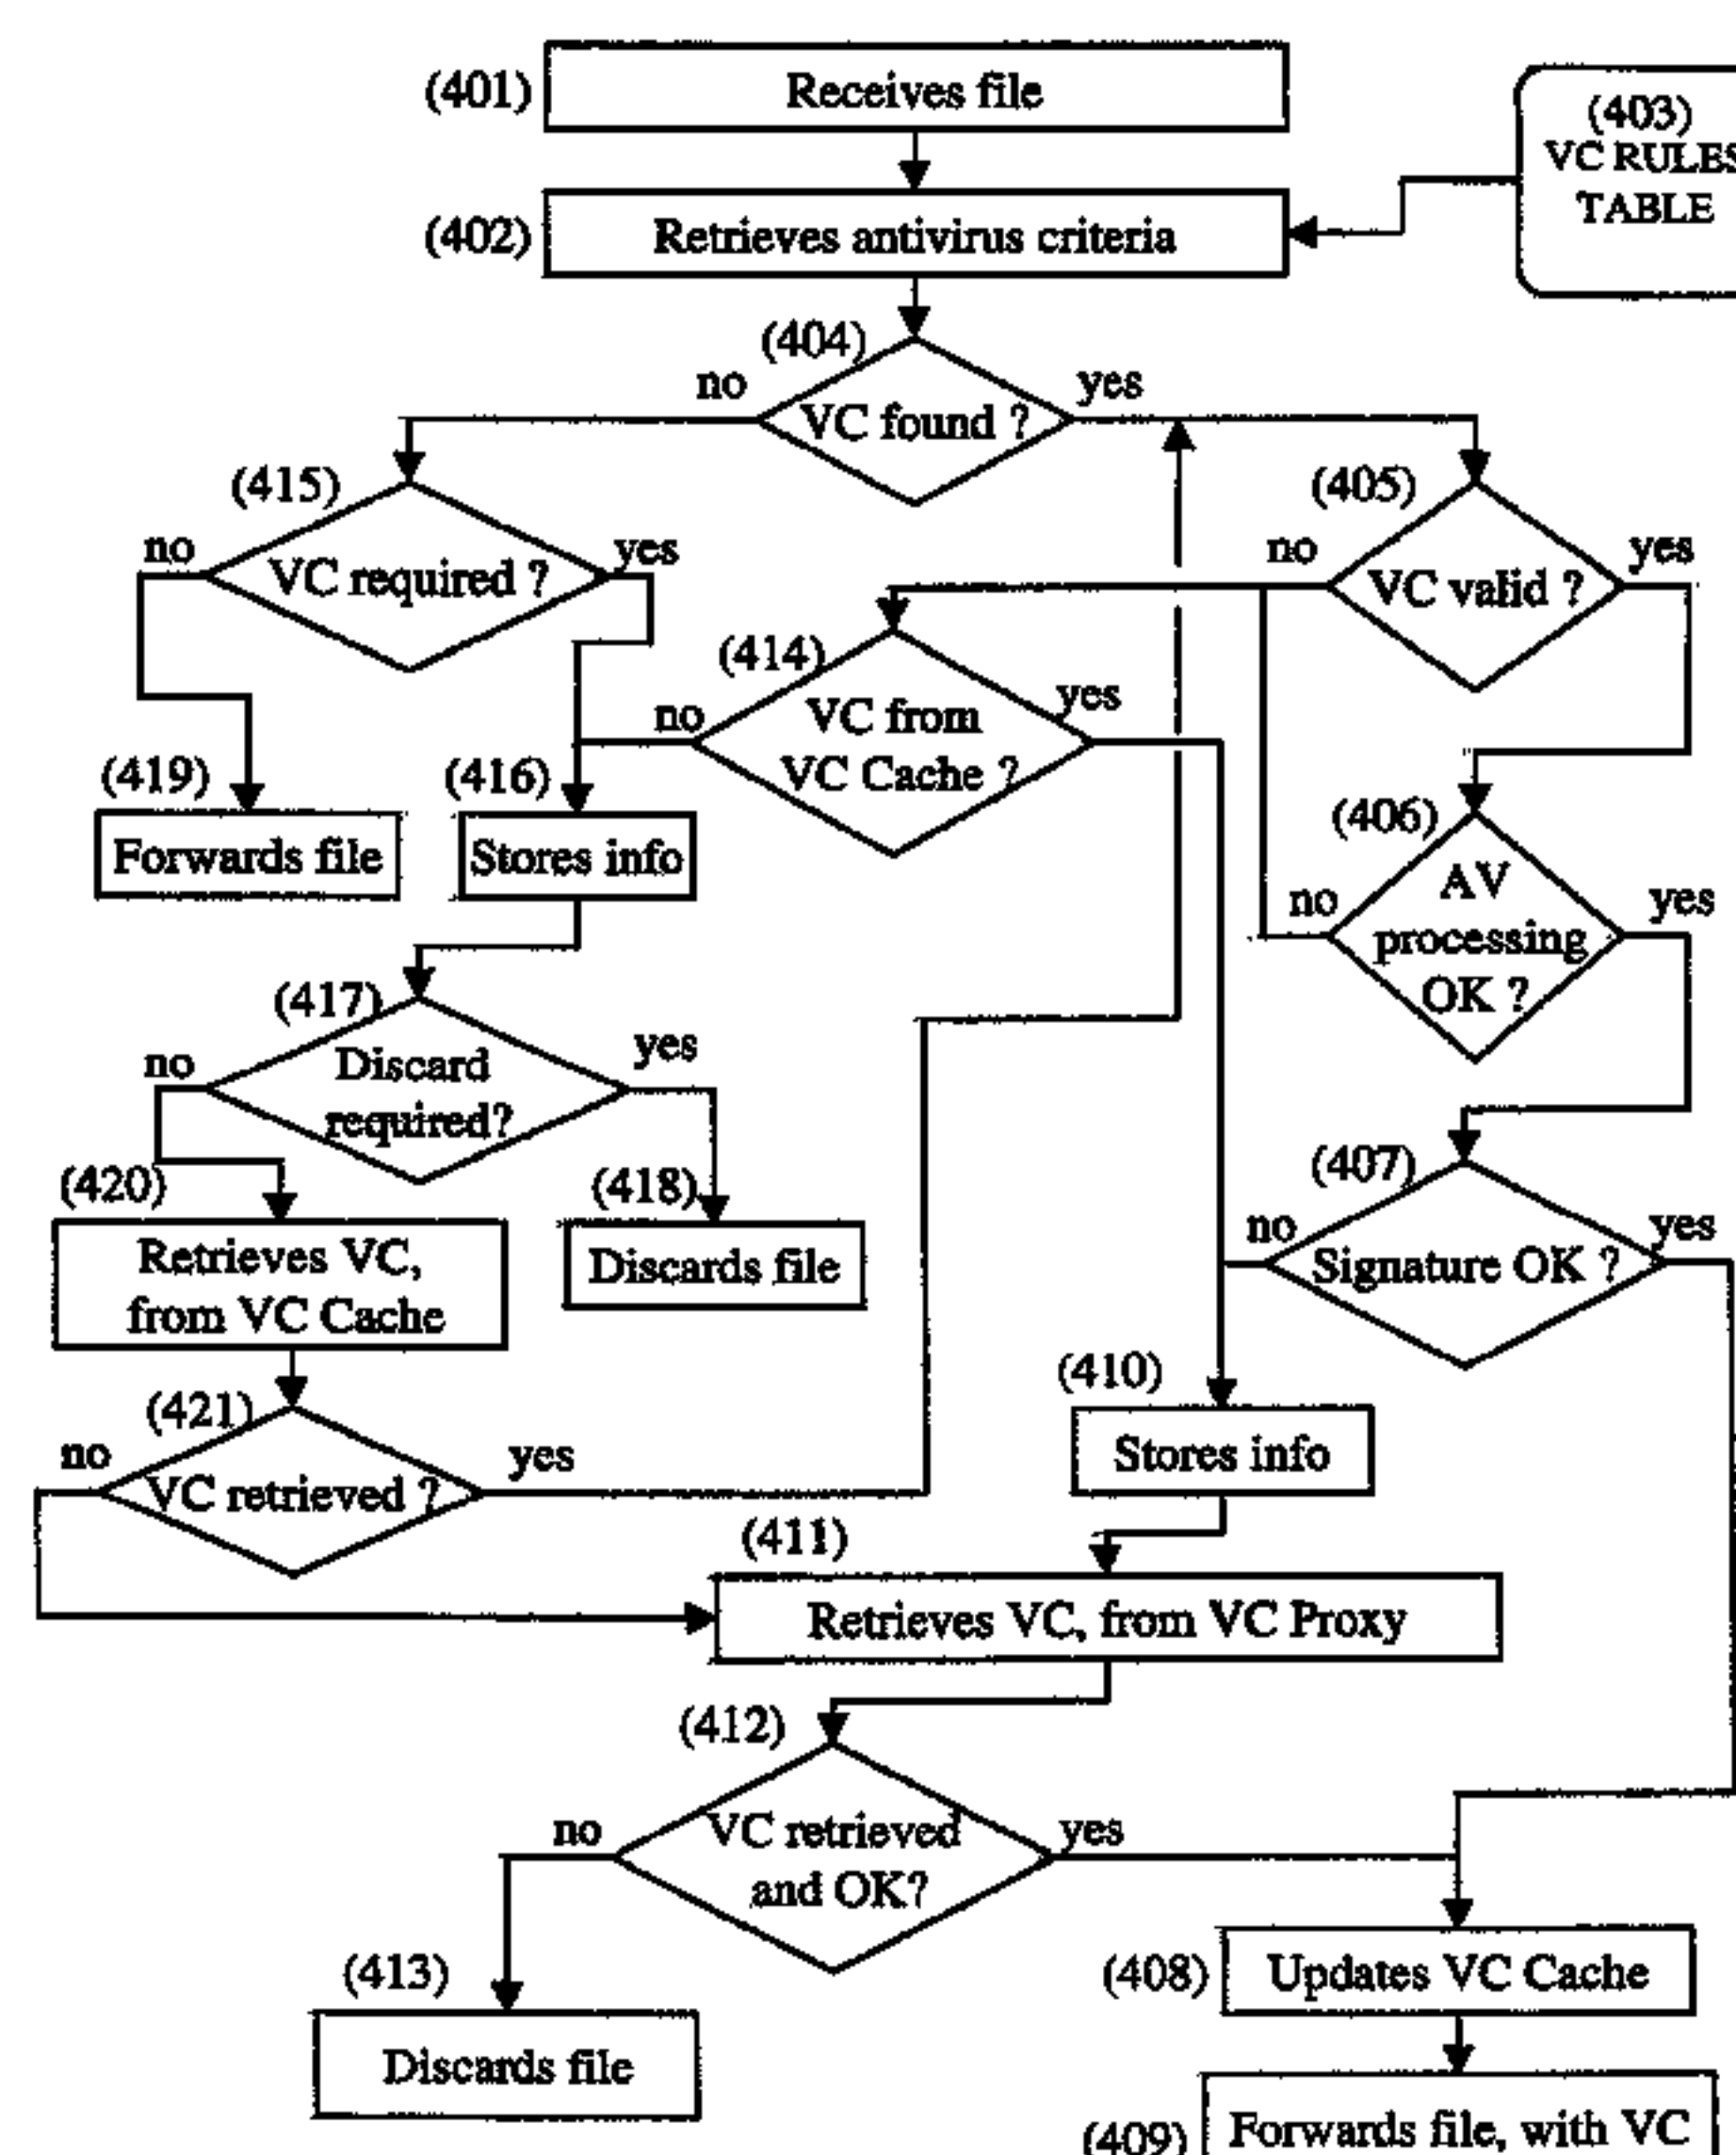 (401)
Receives file
(403)
VC RULES
TABLE
(402)
Retrieves antivirus criteria
(404)
no
yes
VC found ?
(415)
no
yes
VC required ?
(405)
no
yes
VC valid ?
(414)
no
yes
VC from
VC Cache ?
(419)
Forwards file
(416)
Stores info
(406)
no
yes
AV
processing
OK ?
(417)
no
yes
Discard
required?
(420)
Retrieves VC,
from VC Cache
(418)
Discards file
(407)
no
yes
Signature OK ?
(421)
no
yes
VC retrieved ?
(410)
Stores info
(411)
Retrieves VC, from VC Proxy
(412)
no
yes
VC retrieved
and OK?
(413)
Discards file
(408)
Updates VC Cache
(409)
Forwards file, with VC